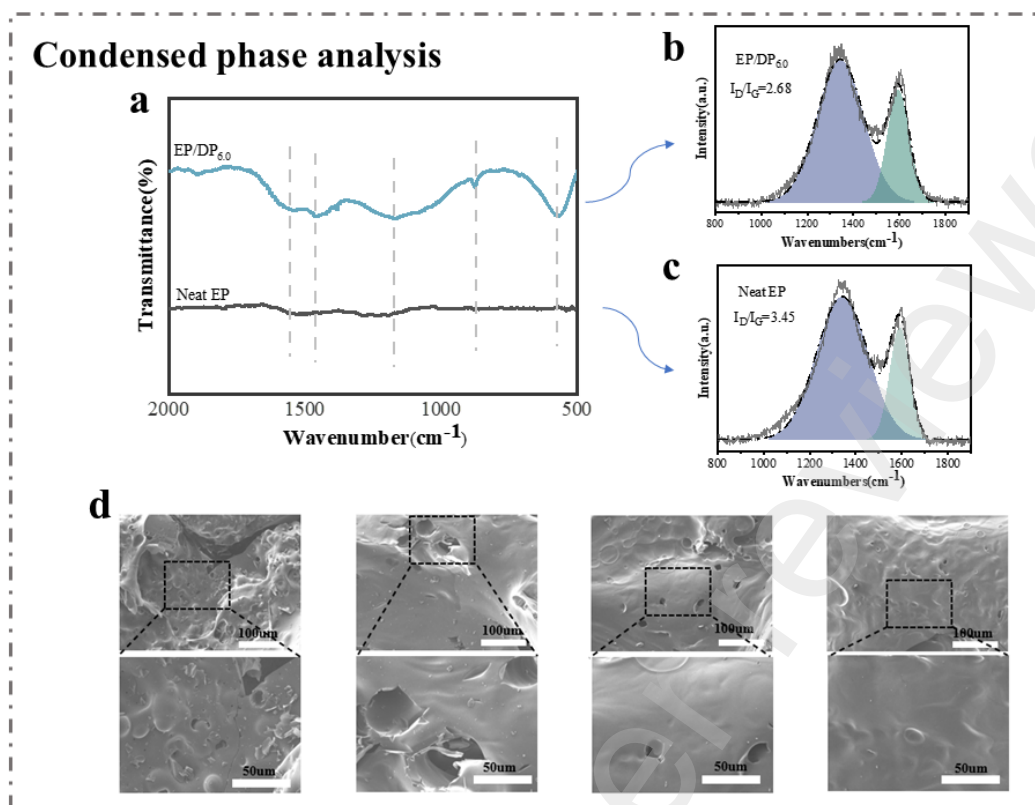 Condensed phase analysis
a
EP/DP6.0
Neat EP
Transmittance(%)
2000
1500
1000
500
Wavenumber(cm-1)
b
EP/DP6.0
ID/IG=2.68
Intensity(a.u.)
800
1000
1200
1400
1600
1800
Wavenumbers(cm-1)
c
Neat EP
ID/IG=3.45
Intensity(a.u.)
800
1000
1200
1400
1600
1800
Wavenumbers(cm-1)
d
100um
100um
100um
100um
50um
50um
50um
50um